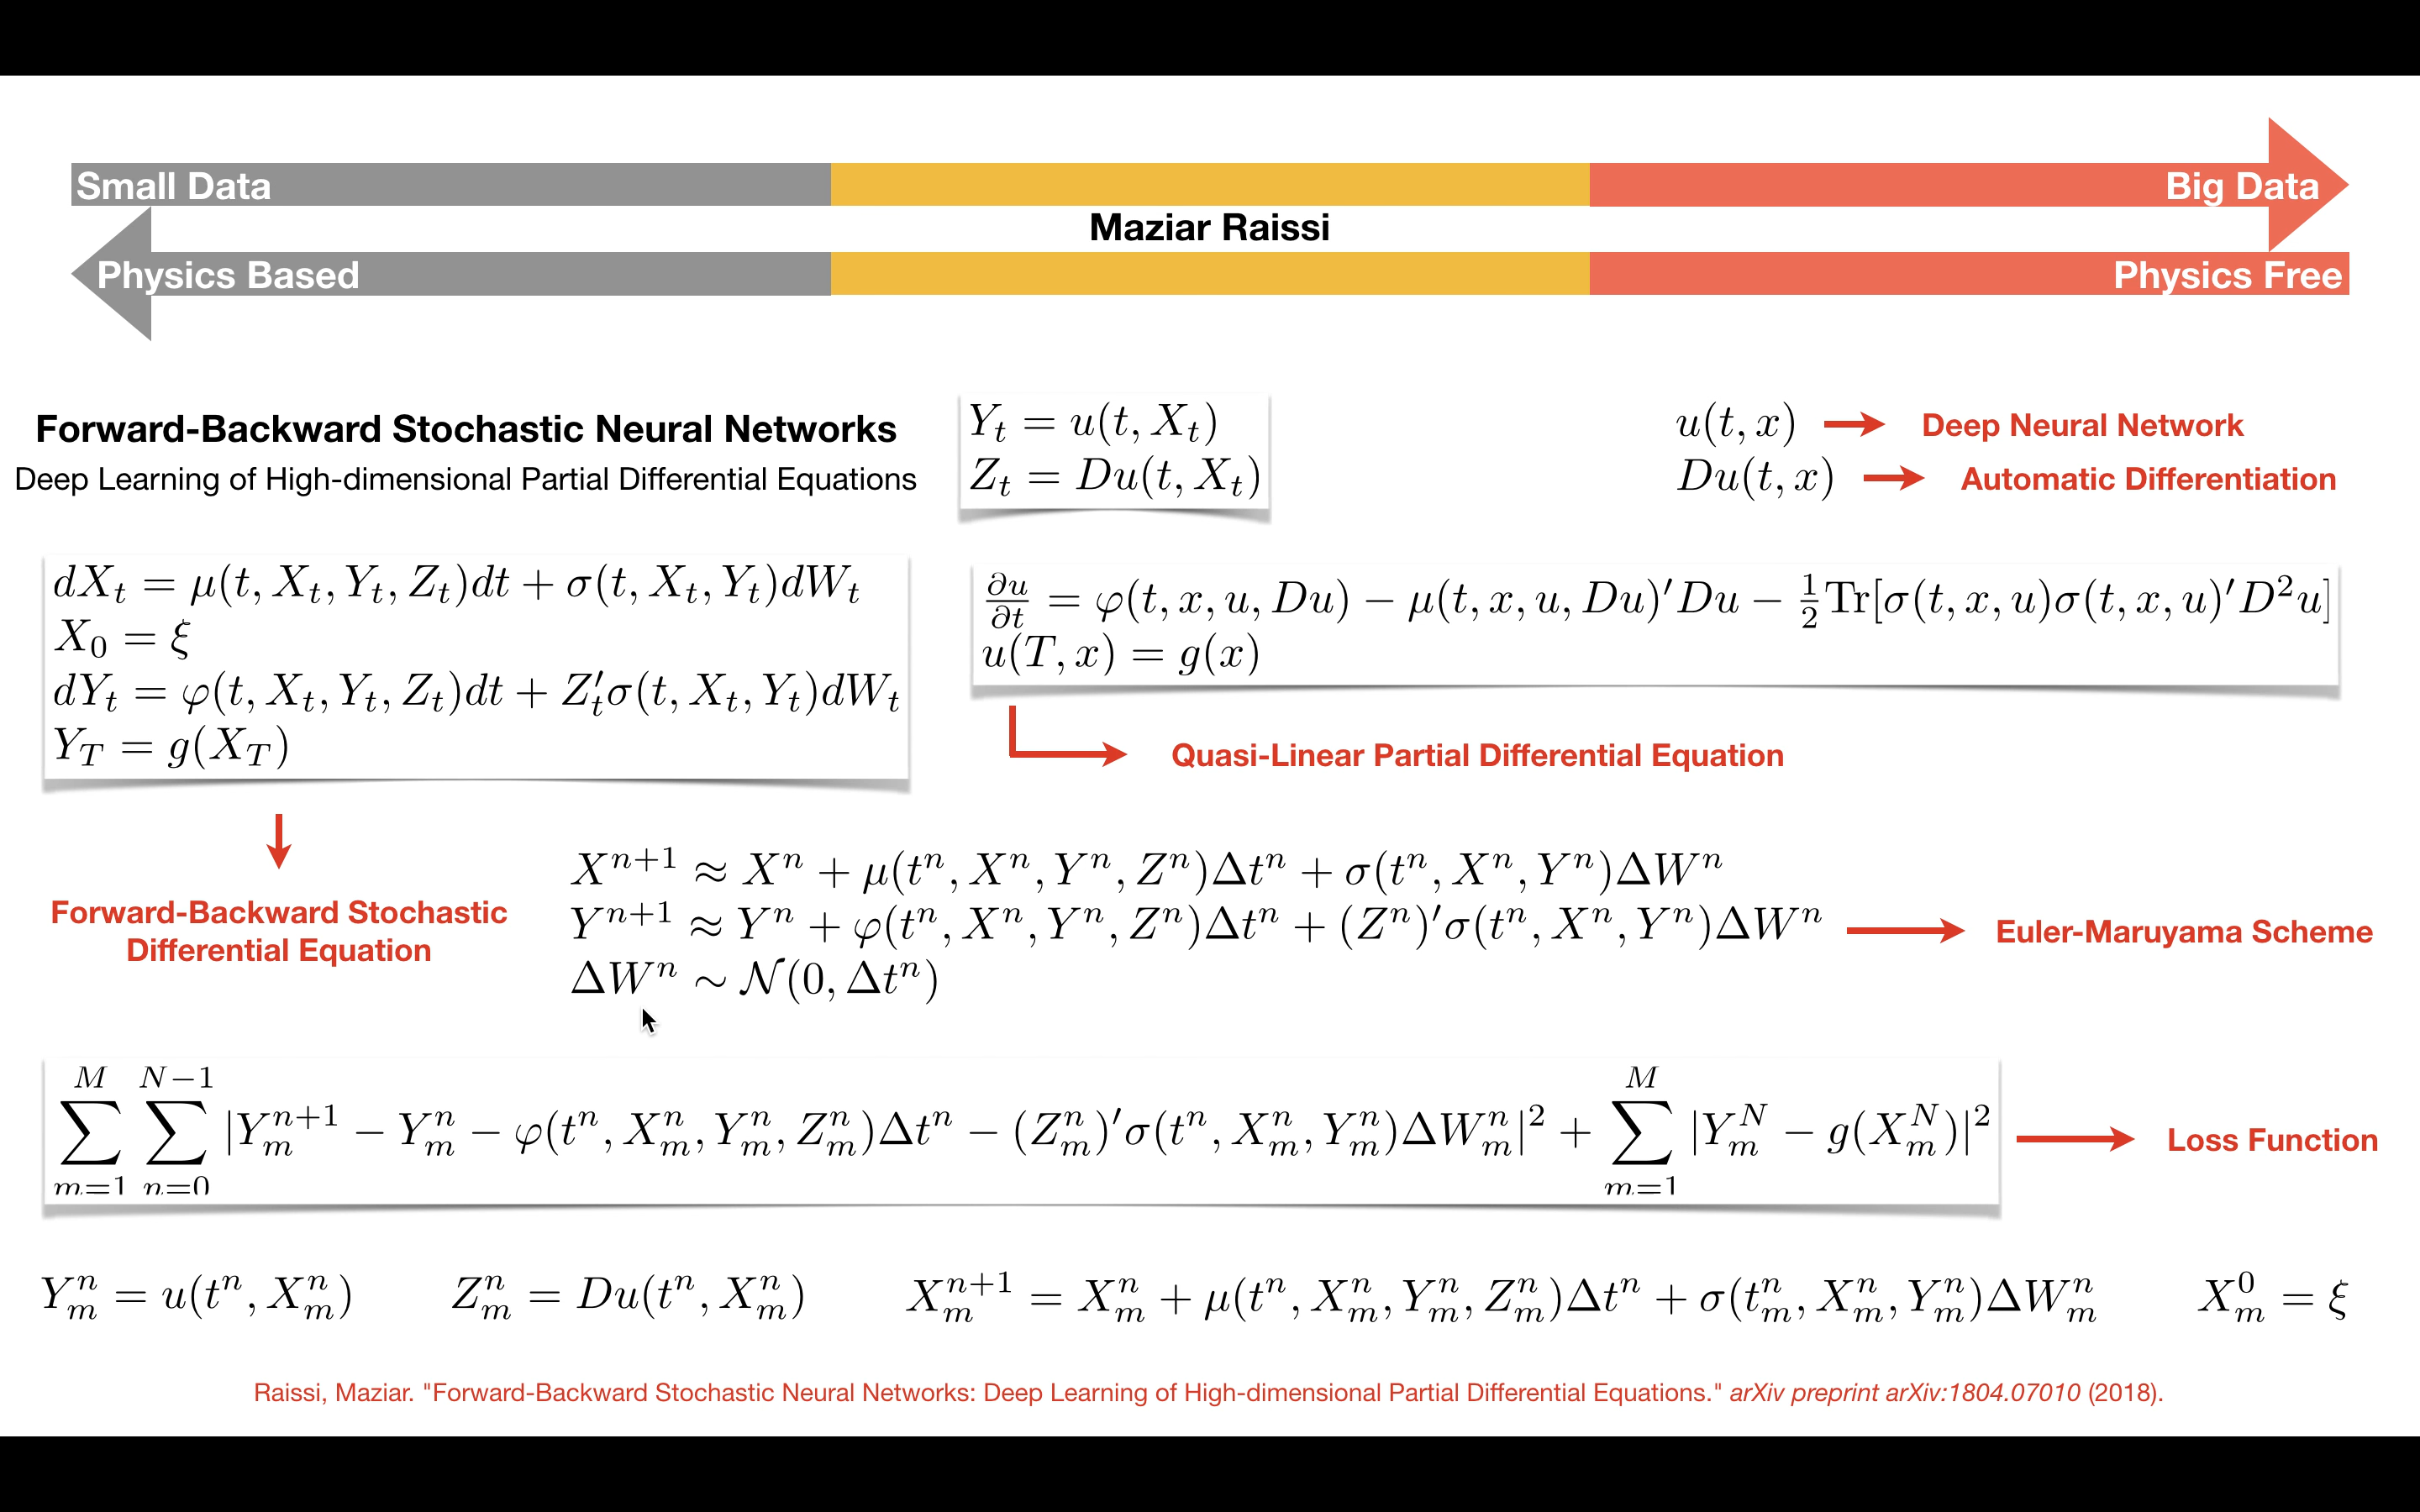 Small Data
Big Data
Maziar Raissi
Physics Based
Physics Free
Forward-Backward Stochastic Neural Networks
Deep Learning of High-dimensional Partial Differential Equations
Y_t = u(t, X_t)
Z_t = Du(t, X_t)
u(t, x) → Deep Neural Network
Du(t, x) → Automatic Differentiation
dX_t = μ(t, X_t, Y_t, Z_t)dt + σ(t, X_t, Y_t)dW_t
X_0 = ξ
dY_t = φ(t, X_t, Y_t, Z_t)dt + Z′_tσ(t, X_t, Y_t)dW_t
Y_T = g(X_T)
∂u/∂t = φ(t, x, u, Du) − μ(t, x, u, Du)′Du − ½Tr[σ(t, x, u)σ(t, x, u)′D²u]
u(T, x) = g(x)
Quasi-Linear Partial Differential Equation
Forward-Backward Stochastic
Differential Equation
X^{n+1} ≈ X^n + μ(t^n, X^n, Y^n, Z^n)Δt^n + σ(t^n, X^n, Y^n)ΔW^n
Y^{n+1} ≈ Y^n + φ(t^n, X^n, Y^n, Z^n)Δt^n + (Z^n)′σ(t^n, X^n, Y^n)ΔW^n
ΔW^n ∼ 𝒩(0, Δt^n)
Euler-Maruyama Scheme
∑_{m=1}^{M} ∑_{n=0}^{N−1} |Y_m^{n+1} − Y_m^n − φ(t^n, X_m^n, Y_m^n, Z_m^n)Δt^n − (Z_m^n)′σ(t^n, X_m^n, Y_m^n)ΔW_m^n|² + ∑_{m=1}^{M} |Y_m^N − g(X_m^N)|²
Loss Function
Y_m^n = u(t^n, X_m^n)
Z_m^n = Du(t^n, X_m^n)
X_m^{n+1} = X_m^n + μ(t^n, X_m^n, Y_m^n, Z_m^n)Δt^n + σ(t_m^n, X_m^n, Y_m^n)ΔW_m^n
X_m^0 = ξ
Raissi, Maziar. "Forward-Backward Stochastic Neural Networks: Deep Learning of High-dimensional Partial Differential Equations." arXiv preprint arXiv:1804.07010 (2018).